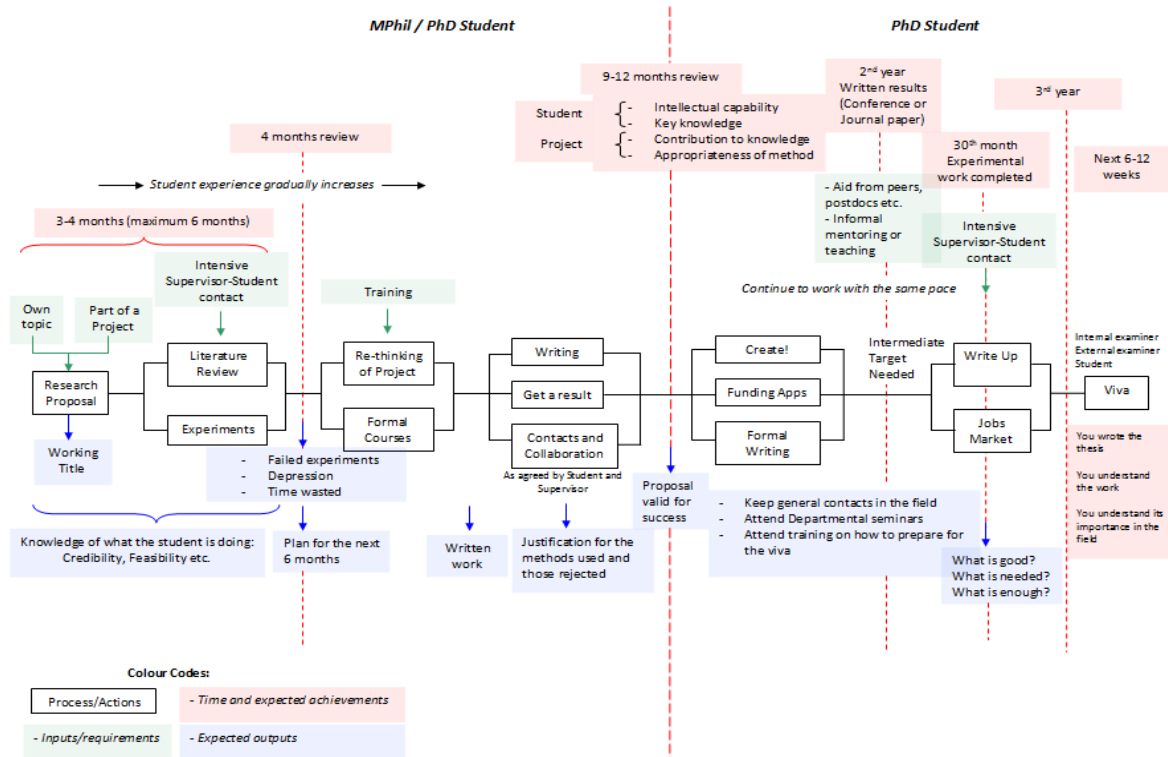 MPhil / PhD Student
PhD Student
9-12 months review
Student
- Intellectual capability
- Key knowledge
Project
- Contribution to knowledge
- Appropriateness of method
2nd year
Written results
(Conference or
Journal paper)
3rd year
4 months review
30th month
Experimental
work completed
Next 6-12
weeks
Student experience gradually increases
- Aid from peers,
postdocs etc.
- Informal
mentoring or
teaching
3-4 months (maximum 6 months)
Intensive
Supervisor-Student
contact
Intensive
Supervisor-Student
contact
Training
Continue to work with the same pace
Own
topic
Part of a
Project
Research
Proposal
Literature
Review
Experiments
Re-thinking
of Project
Formal
Courses
Writing
Get a result
Contacts and
Collaboration
As agreed by Student and
Supervisor
Create!
Funding Apps
Formal
Writing
Intermediate
Target
Needed
Write Up
Jobs
Market
Internal examiner
External examiner
Student
Viva
Working
Title
- Failed experiments
- Depression
- Time wasted
Proposal
valid for
success
- Keep general contacts in the field
- Attend Departmental seminars
- Attend training on how to prepare for
the viva
You wrote the
thesis
You understand
the work
You understand its
importance in the
field
Knowledge of what the student is doing:
Credibility, Feasibility etc.
Plan for the next
6 months
Written
work
Justification for the
methods used and
those rejected
What is good?
What is needed?
What is enough?
Colour Codes:
Process/Actions
- Time and expected achievements
- Inputs/requirements
- Expected outputs